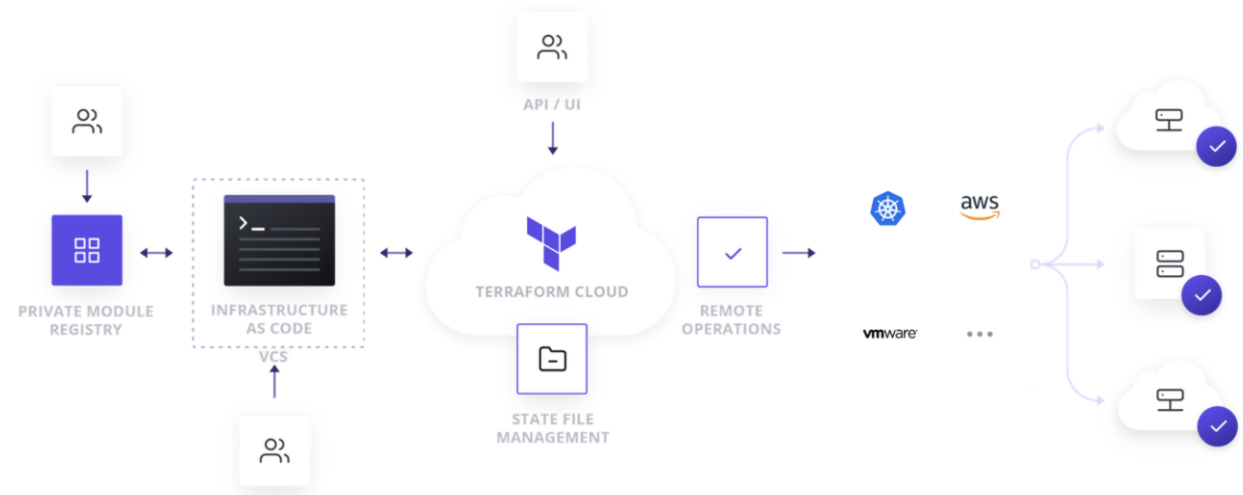 API / UI
PRIVATE MODULE
REGISTRY
INFRASTRUCTURE
AS CODE
VCS
TERRAFORM CLOUD
STATE FILE
MANAGEMENT
REMOTE
OPERATIONS
aws
vmware